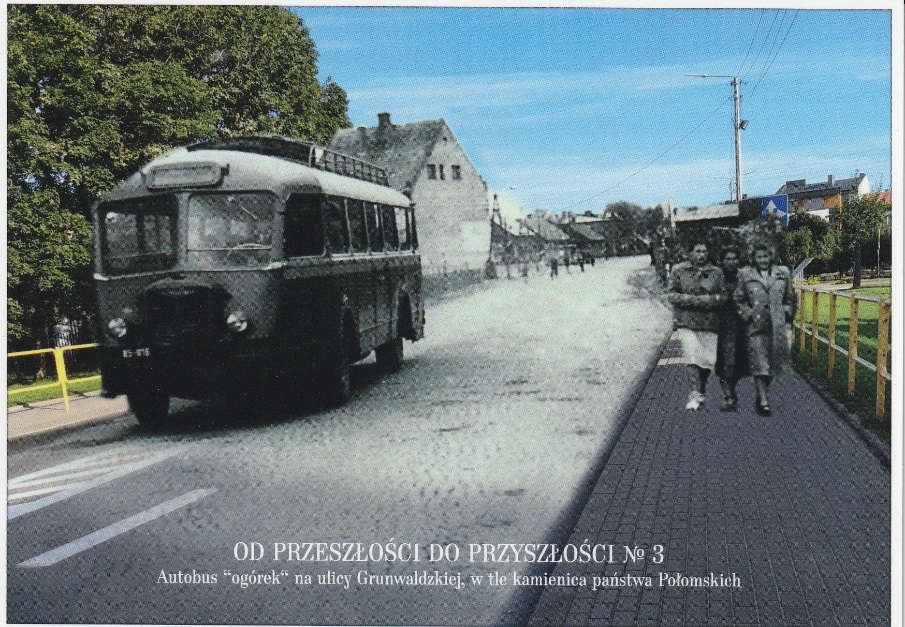 OD PRZESZŁOŚCI DO PRZYSZŁOŚCI № 3
Autobus “ogórek“ na ulicy Grunwaldzkiej, w tle kamienica państwa Połomskich